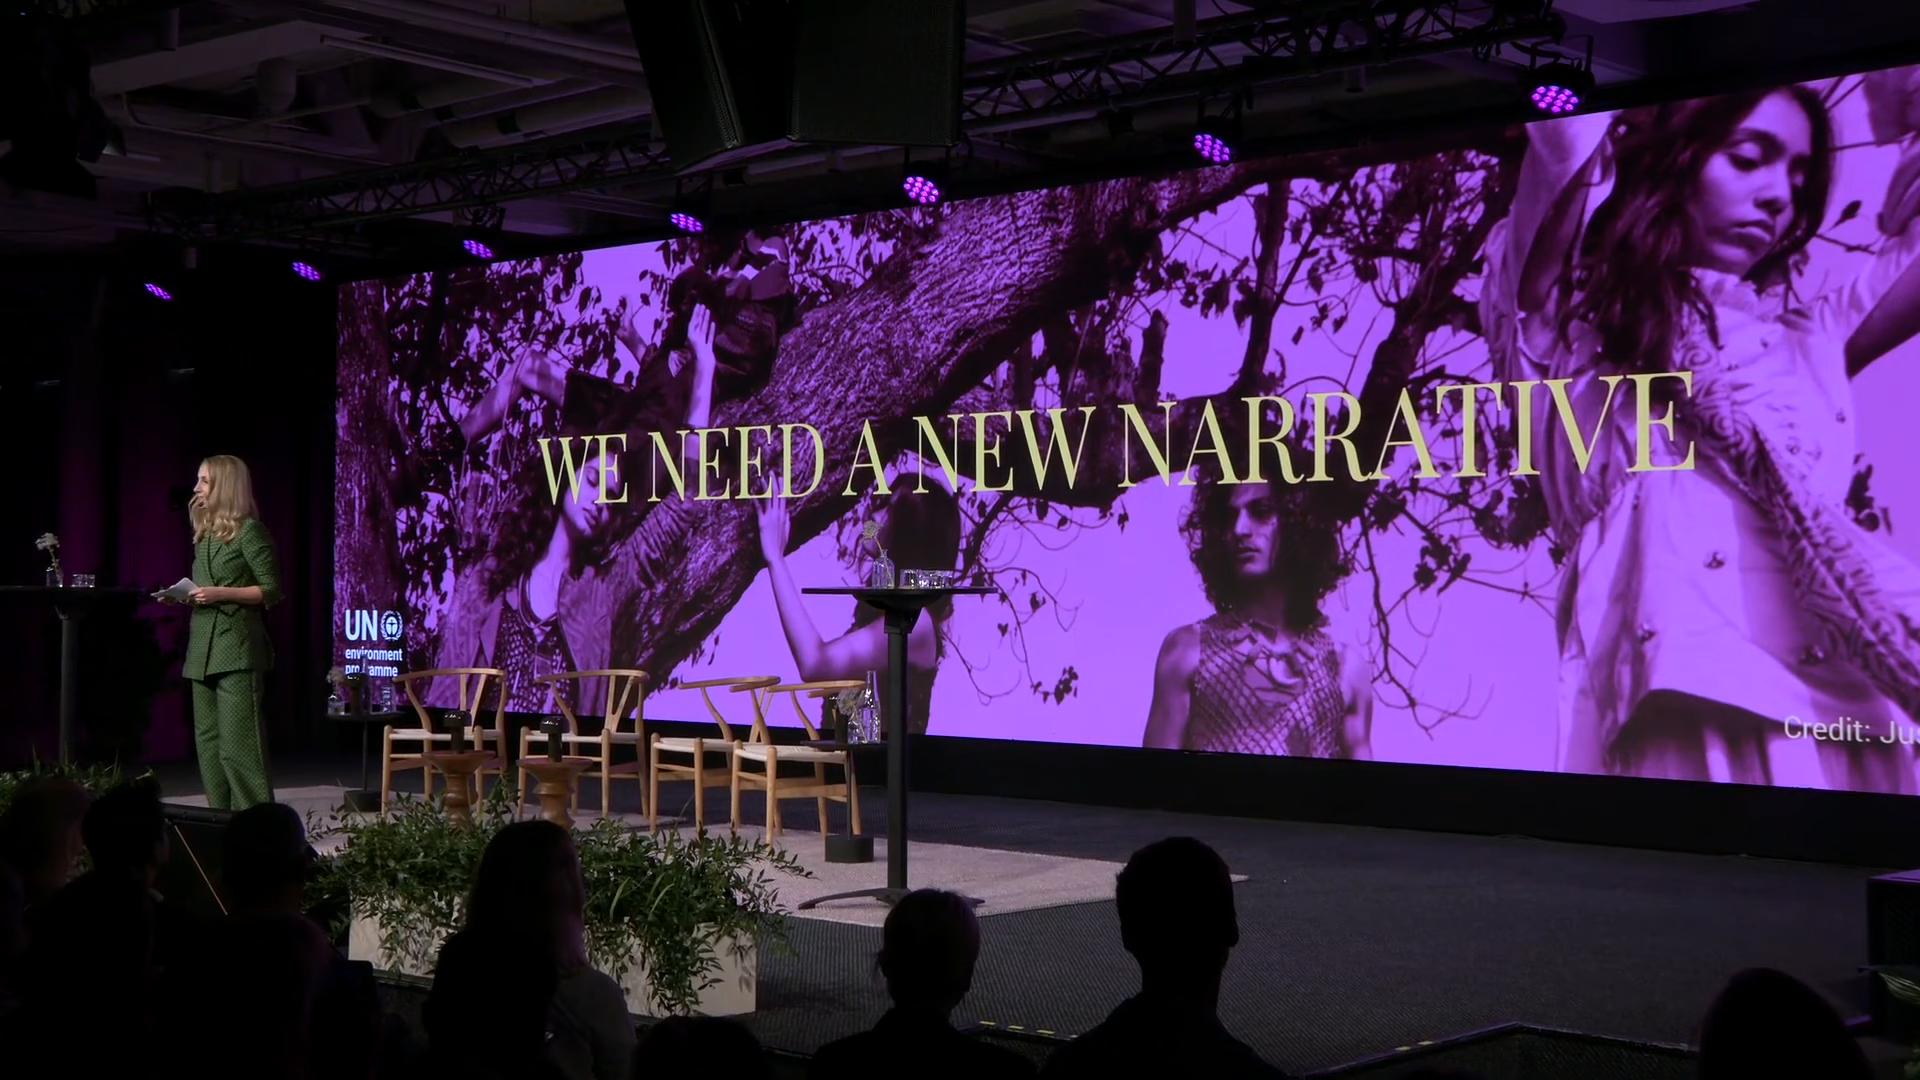 WE NEED A NEW NARRATIVE
UN
environment
programme
Credit: